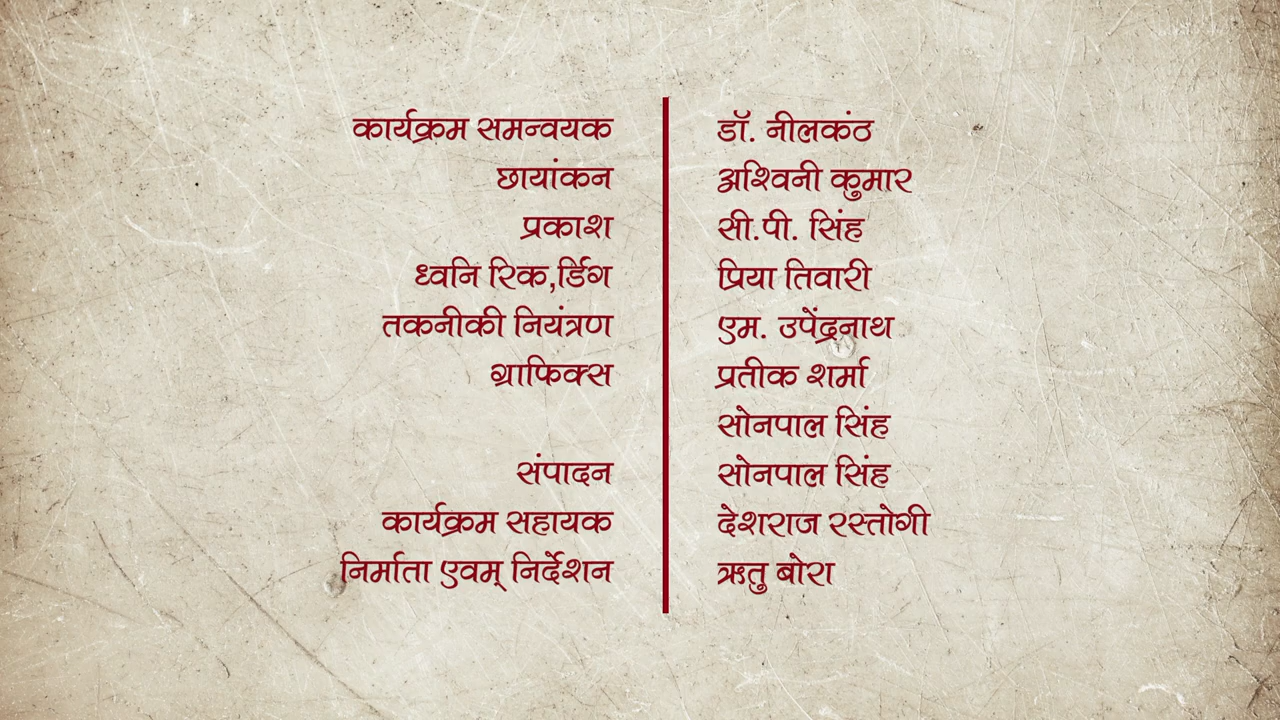 कार्यक्रम समन्वयक डॉ. नीलकंठ
छायांकन अश्विनी कुमार
प्रकाश सी.पी. सिंह
ध्वनि रिक,र्डिंग प्रिया तिवारी
तकनीकी नियंत्रण एम. उपेंद्रनाथ
ग्राफिक्स प्रतीक शर्मा
सोनपाल सिंह
संपादन सोनपाल सिंह
कार्यक्रम सहायक देशराज रस्तोगी
निर्माता एवम् निर्देशन ऋतु बोरा